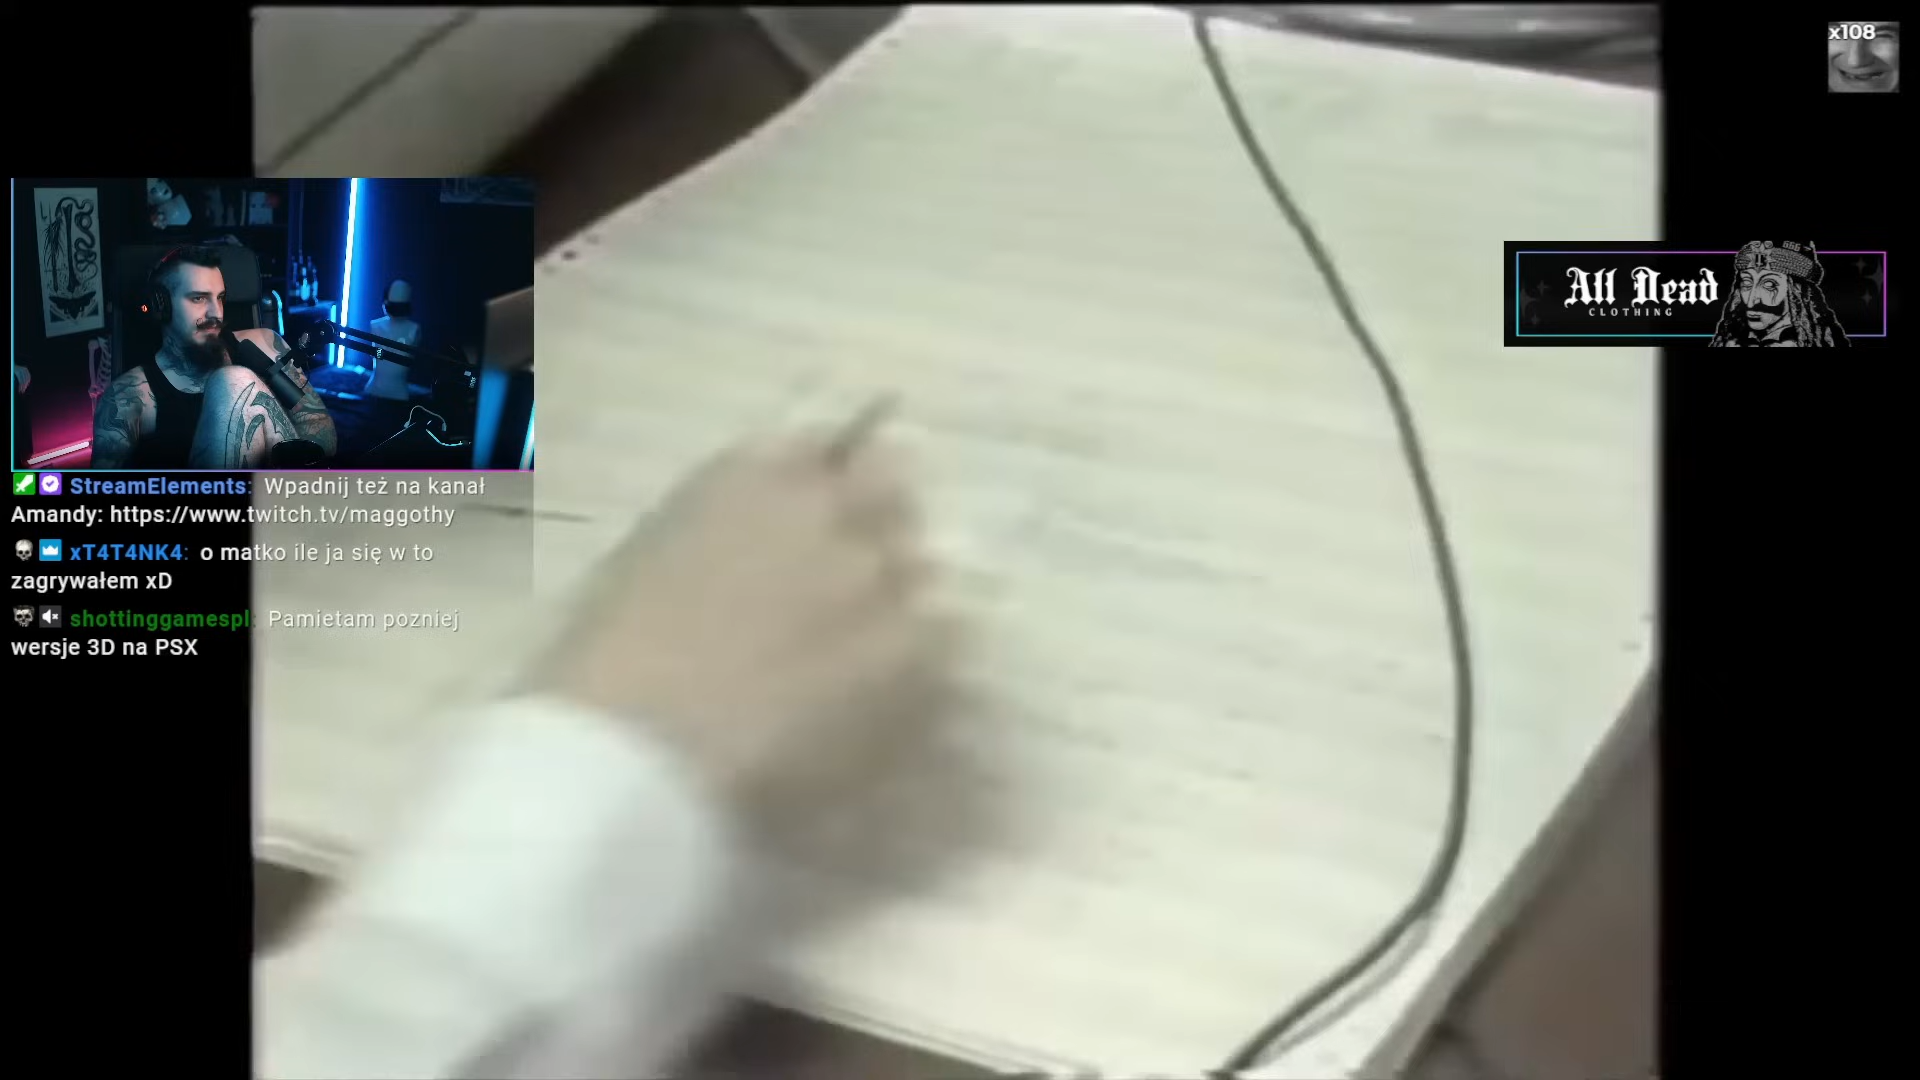 x108
All Dead
CLOTHING
666
StreamElements: Wpadnij też na kanał
Amandy: https://www.twitch.tv/maggothy
xT4T4NK4: o matko ile ja się w to
zagrywałem xD
shottinggamespl: Pamietam pozniej
wersje 3D na PSX